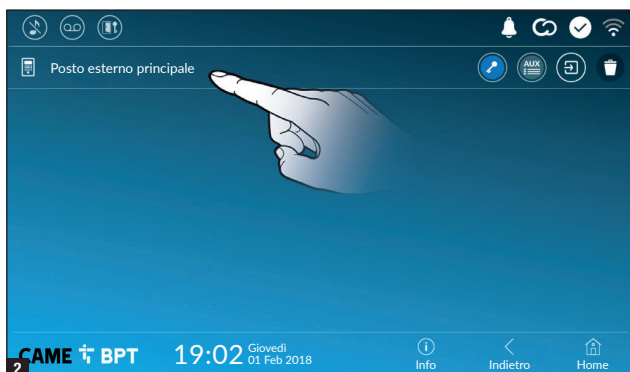 Posto esterno principale
AUX
2
CAME BPT
19:02
Giovedì
01 Feb 2018
Info
Indietro
Home